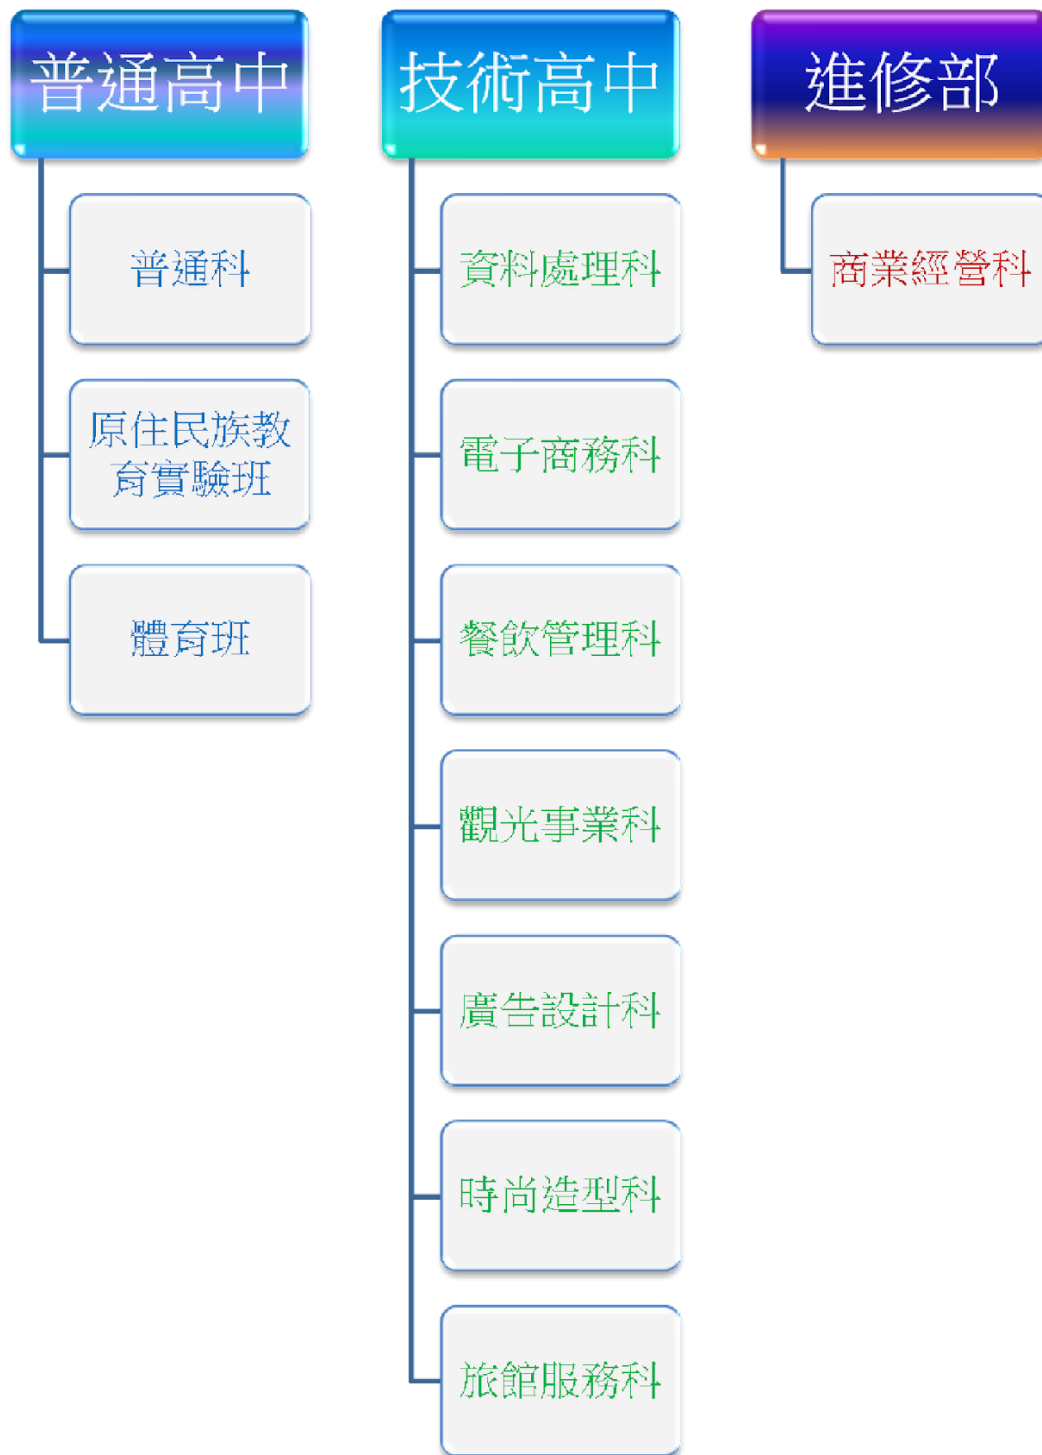 普通高中
普通科
原住民族教
育實驗班
體育班
技術高中
資料處理科
電子商務科
餐飲管理科
觀光事業科
廣告設計科
時尚造型科
旅館服務科
進修部
商業經營科